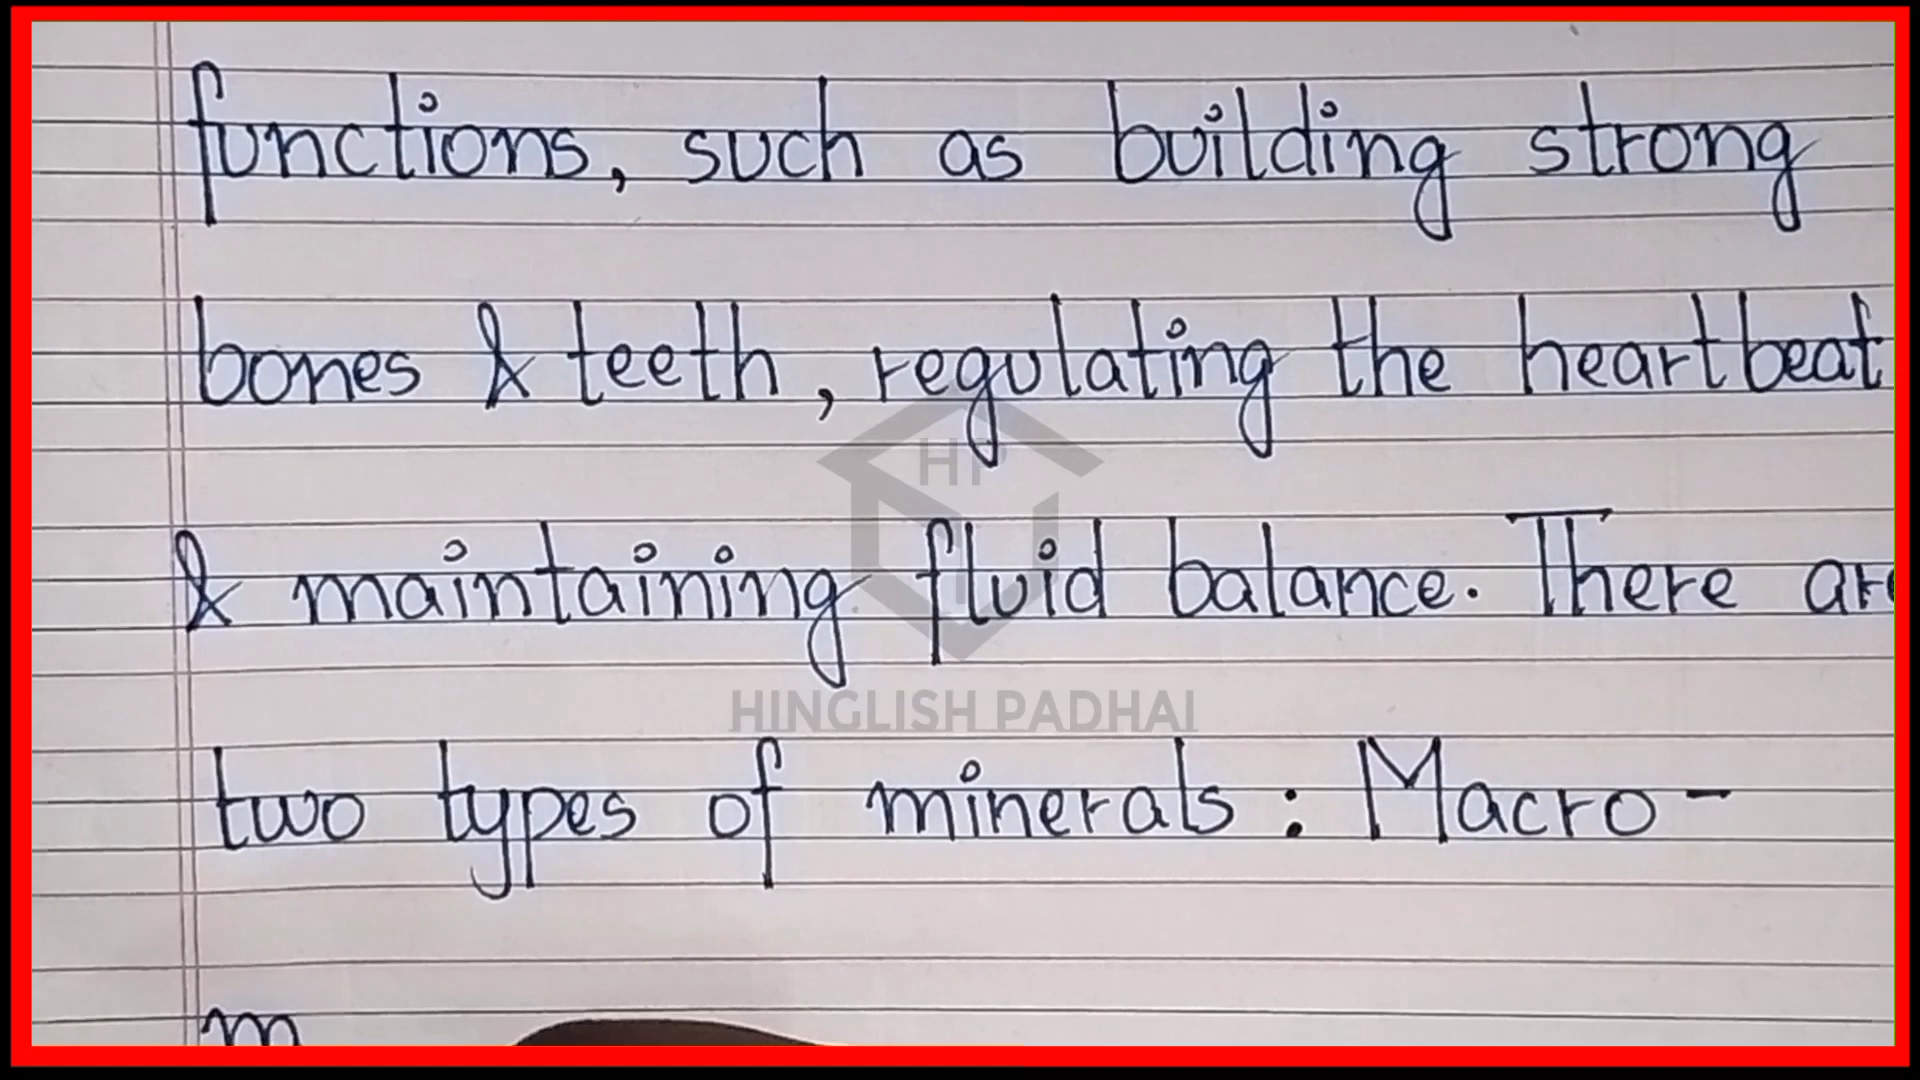 functions, such as building strong
bones & teeth, regulating the heartbeat
& maintaining fluid balance. There are
two types of minerals : Macro-
m
HINGLISH PADHAI